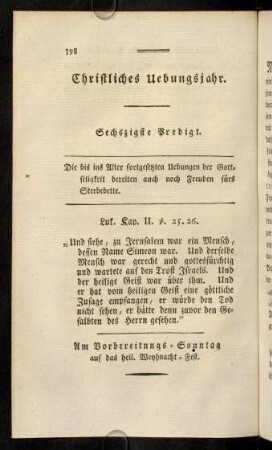 198
Christliches Uebungsjahr.
Sechszigste Predigt.
Die bis ins Alter fortgesetzten Uebungen der Gott-
seligkeit bereiten auch noch Freuden fürs
Sterbebette.
Luk. Kap. II. v. 25. 26.
„Und siehe, zu Jerusalem war ein Mensch,
dessen Name Simeon war. Und derselbe
Mensch war gerecht und gottesfürchtig
und wartete auf den Trost Israels. Und
der heilige Geist war über ihm. Und
er hat vom heiligen Geist eine göttliche
Zusage empfangen, er würde den Tod
nicht sehen, er hätte denn zuvor den Ge-
salbten des Herrn gesehen."
Am Vorbereitungs-Sonntag
auf das heil. Weyhnacht-Fest.